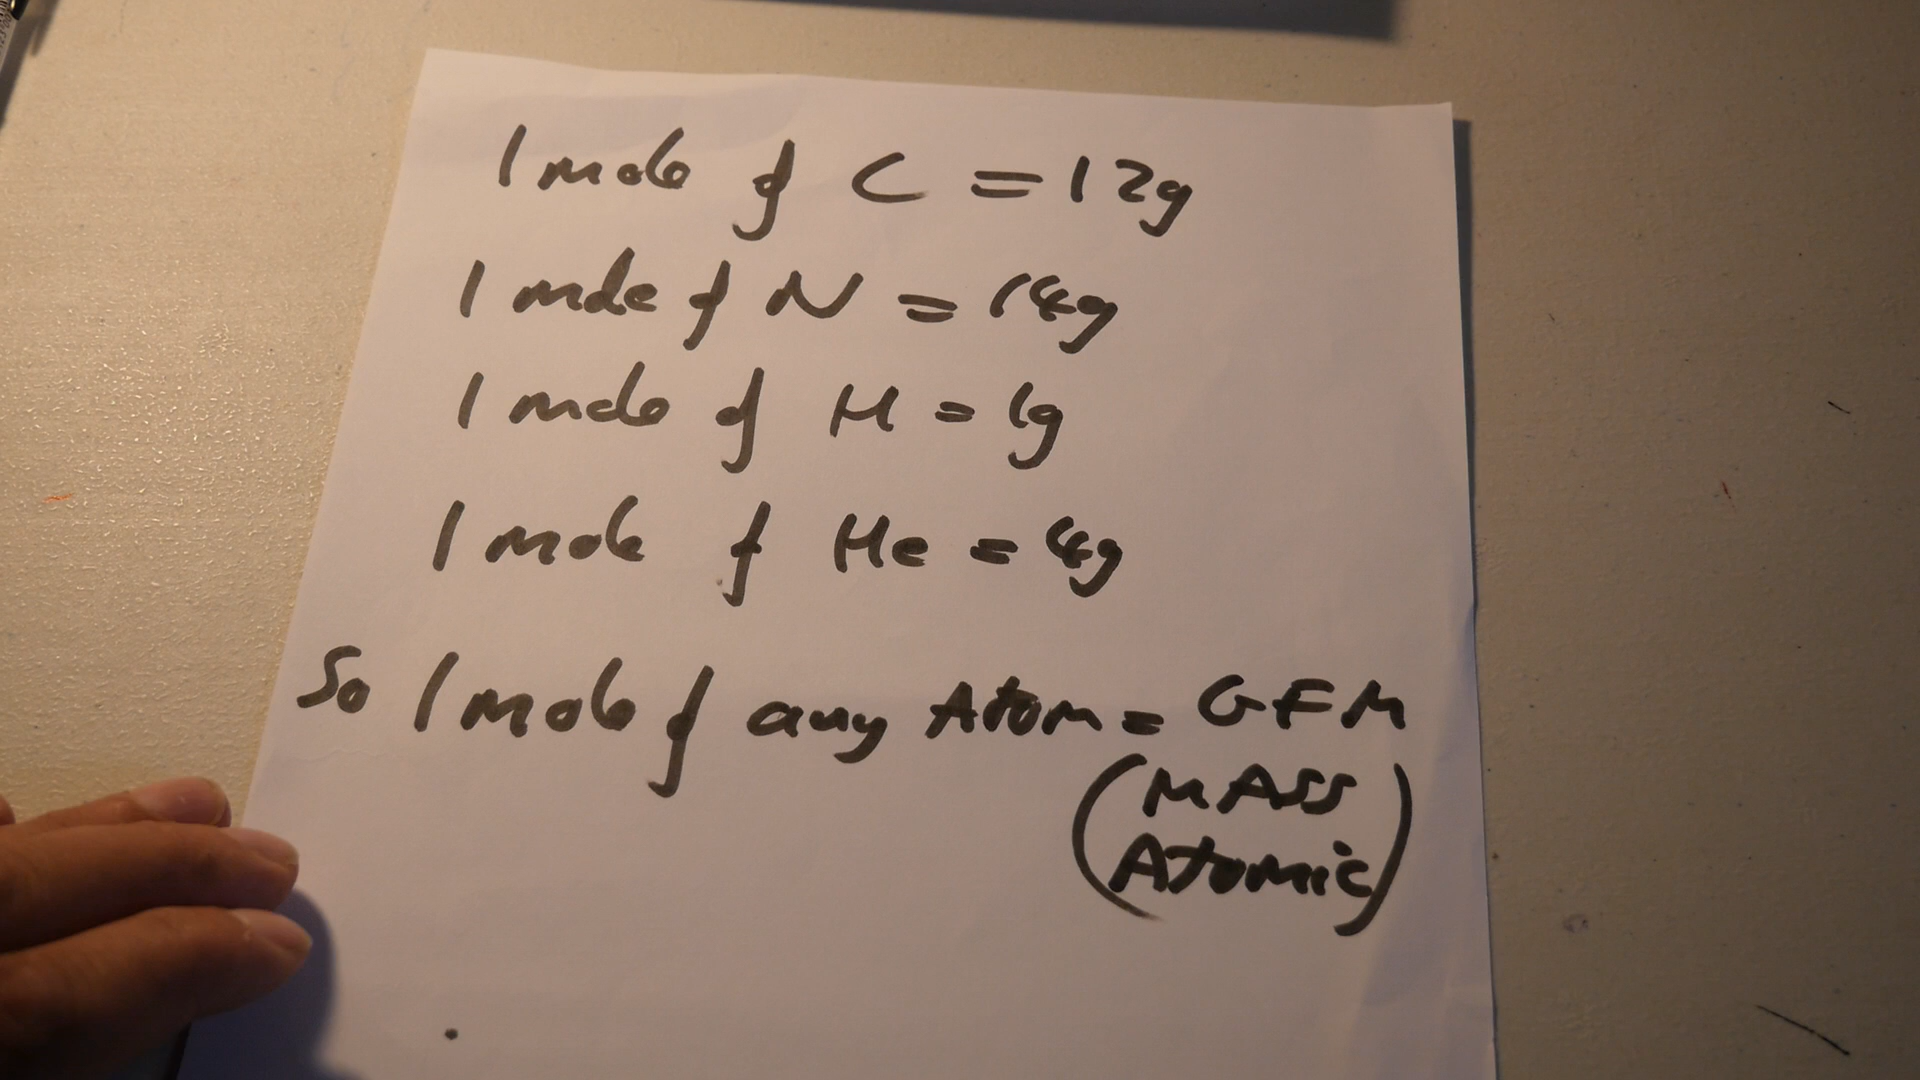 1 mole of C = 12g
1 mole of N = 14g
1 mole of H = 1g
1 mole of He = 4g
So 1 mole of any Atom = GFM
(MASS
Atomic)